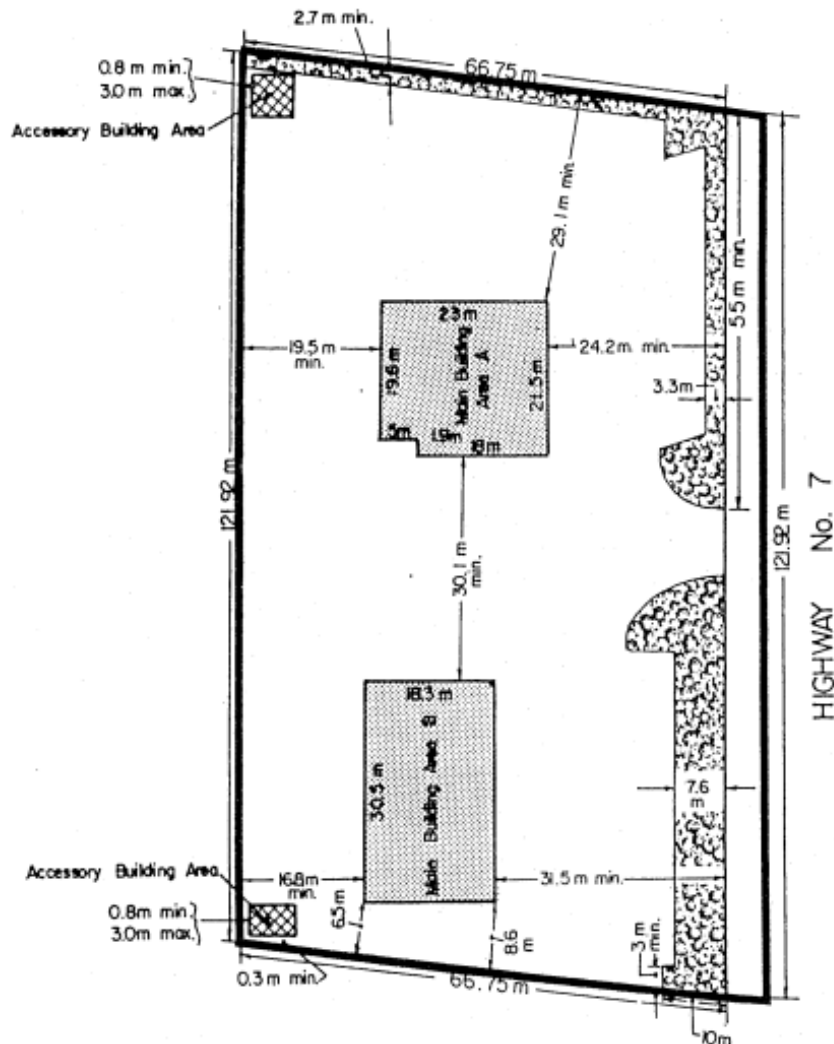 2.7 m min.
66.75 m
0.8 m min.
3.0 m max.
Accessory Building Area
29.1 m min.
55 m min.
23 m
19.5 m
min.
19.6 m
Main Building
Area A
21.5 m
24.2 m. min.
3.3m
5m
1.9m
18 m
121.92 m
121.92 m
HIGHWAY No. 7
30.1 m
min.
18.3 m
30.5 m
Main Building Area B
7.6
m
Accessory Building Area
16.8 m
min.
31.5 m min.
0.8m min.
3.0m max.
6.5 m
8.6
m
3 m
min.
0.3 m min.
66.75 m
10m